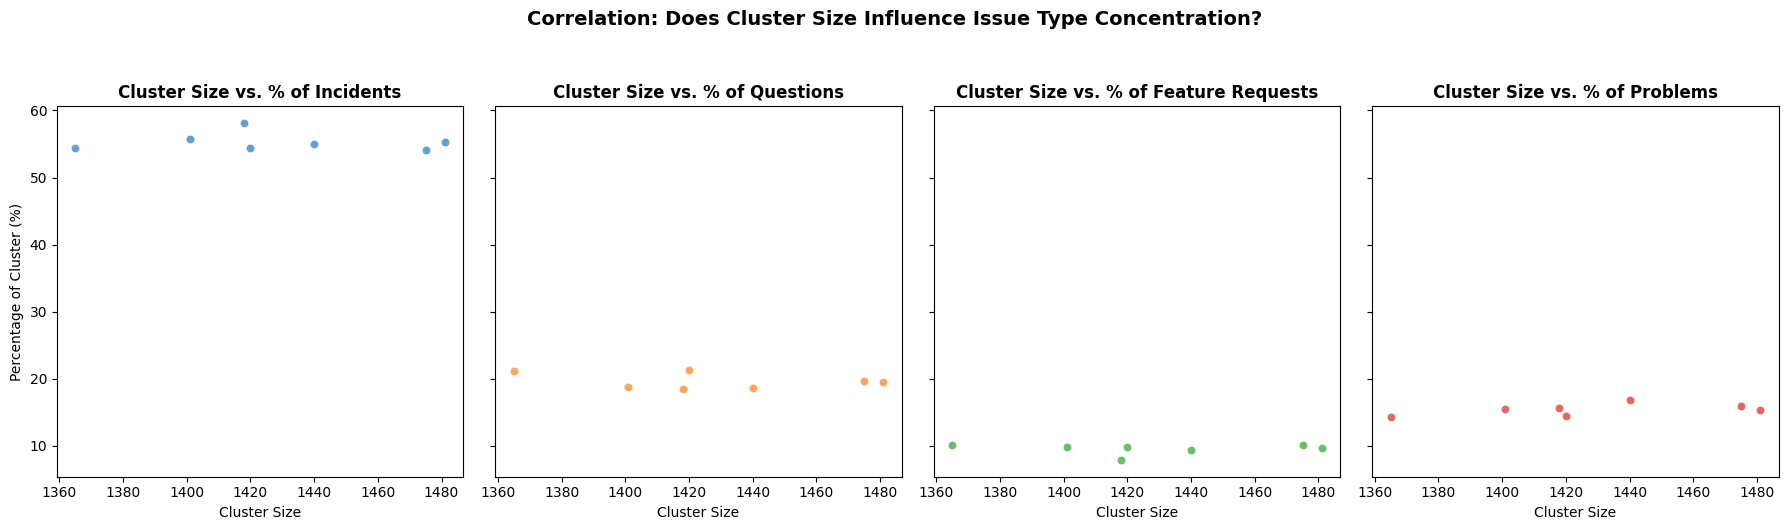 Correlation: Does Cluster Size Influence Issue Type Concentration?
Cluster Size vs. % of Incidents
Percentage of Cluster (%)
60
50
40
30
20
10
1360 1380 1400 1420 1440 1460 1480
Cluster Size
Cluster Size vs. % of Questions
1360 1380 1400 1420 1440 1460 1480
Cluster Size
Cluster Size vs. % of Feature Requests
1360 1380 1400 1420 1440 1460 1480
Cluster Size
Cluster Size vs. % of Problems
1360 1380 1400 1420 1440 1460 1480
Cluster Size